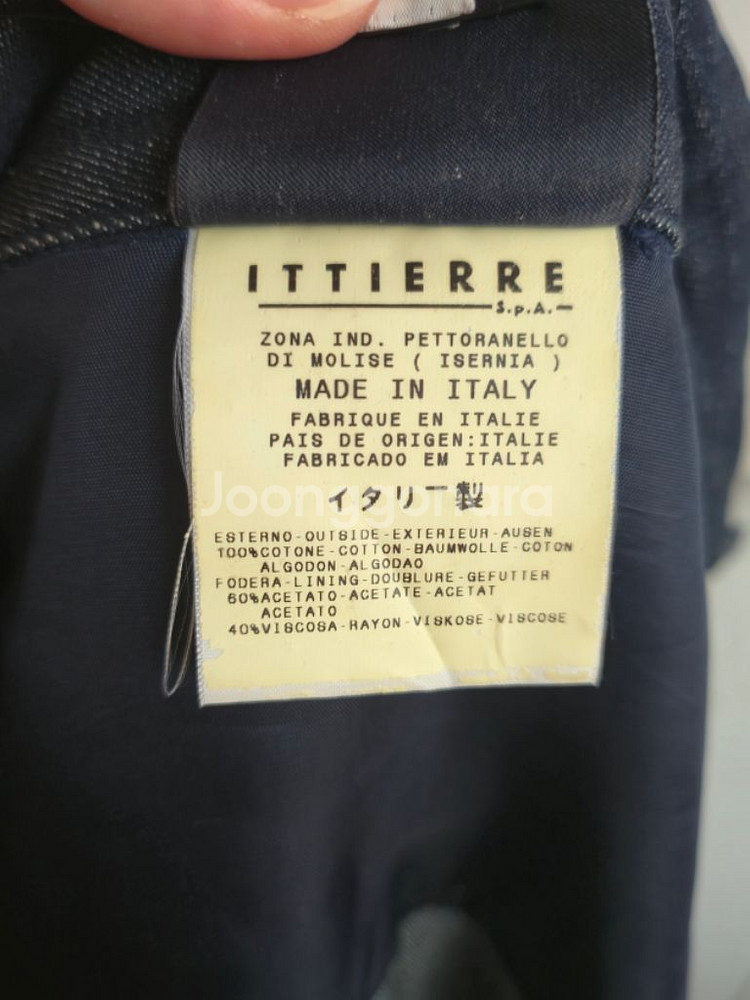 ITTIERRE
S.p.A.
ZONA IND. PETTORANELLO
DI MOLISE ( ISERNIA )
MADE IN ITALY
FABRIQUE EN ITALIE
PAIS DE ORIGEN:ITALIE
FABRICADO EM ITALIA
イタリー製
Joonggonara
ESTERNO-OUTSIDE-EXTERIEUR-AUSEN
100%COTONE-COTTON-BAUMWOLLE-COTON
ALGODON-ALGODAO
FODERA-LINING-DOUBLURE-GEFUTTER
60%ACETATO-ACETATE-ACETAT
ACETATO
40%VISCOSA-RAYON-VISKOSE-VISCOSE